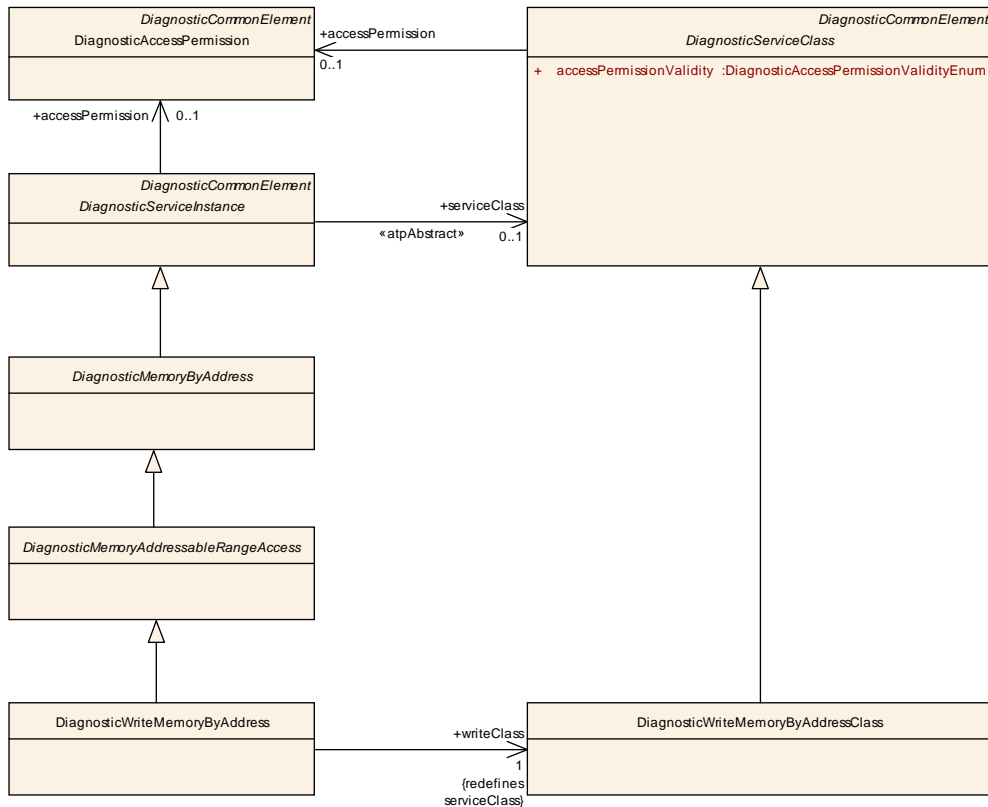 DiagnosticCommonElement
DiagnosticAccessPermission
+accessPermission
0..1
DiagnosticCommonElement
DiagnosticServiceClass
+ accessPermissionValidity :DiagnosticAccessPermissionValidityEnum
+accessPermission
0..1
DiagnosticCommonElement
DiagnosticServiceInstance
+serviceClass
«atpAbstract»
0..1
DiagnosticMemoryByAddress
DiagnosticMemoryAddressableRangeAccess
DiagnosticWriteMemoryByAddress
+writeClass
1
{redefines
serviceClass}
DiagnosticWriteMemoryByAddressClass